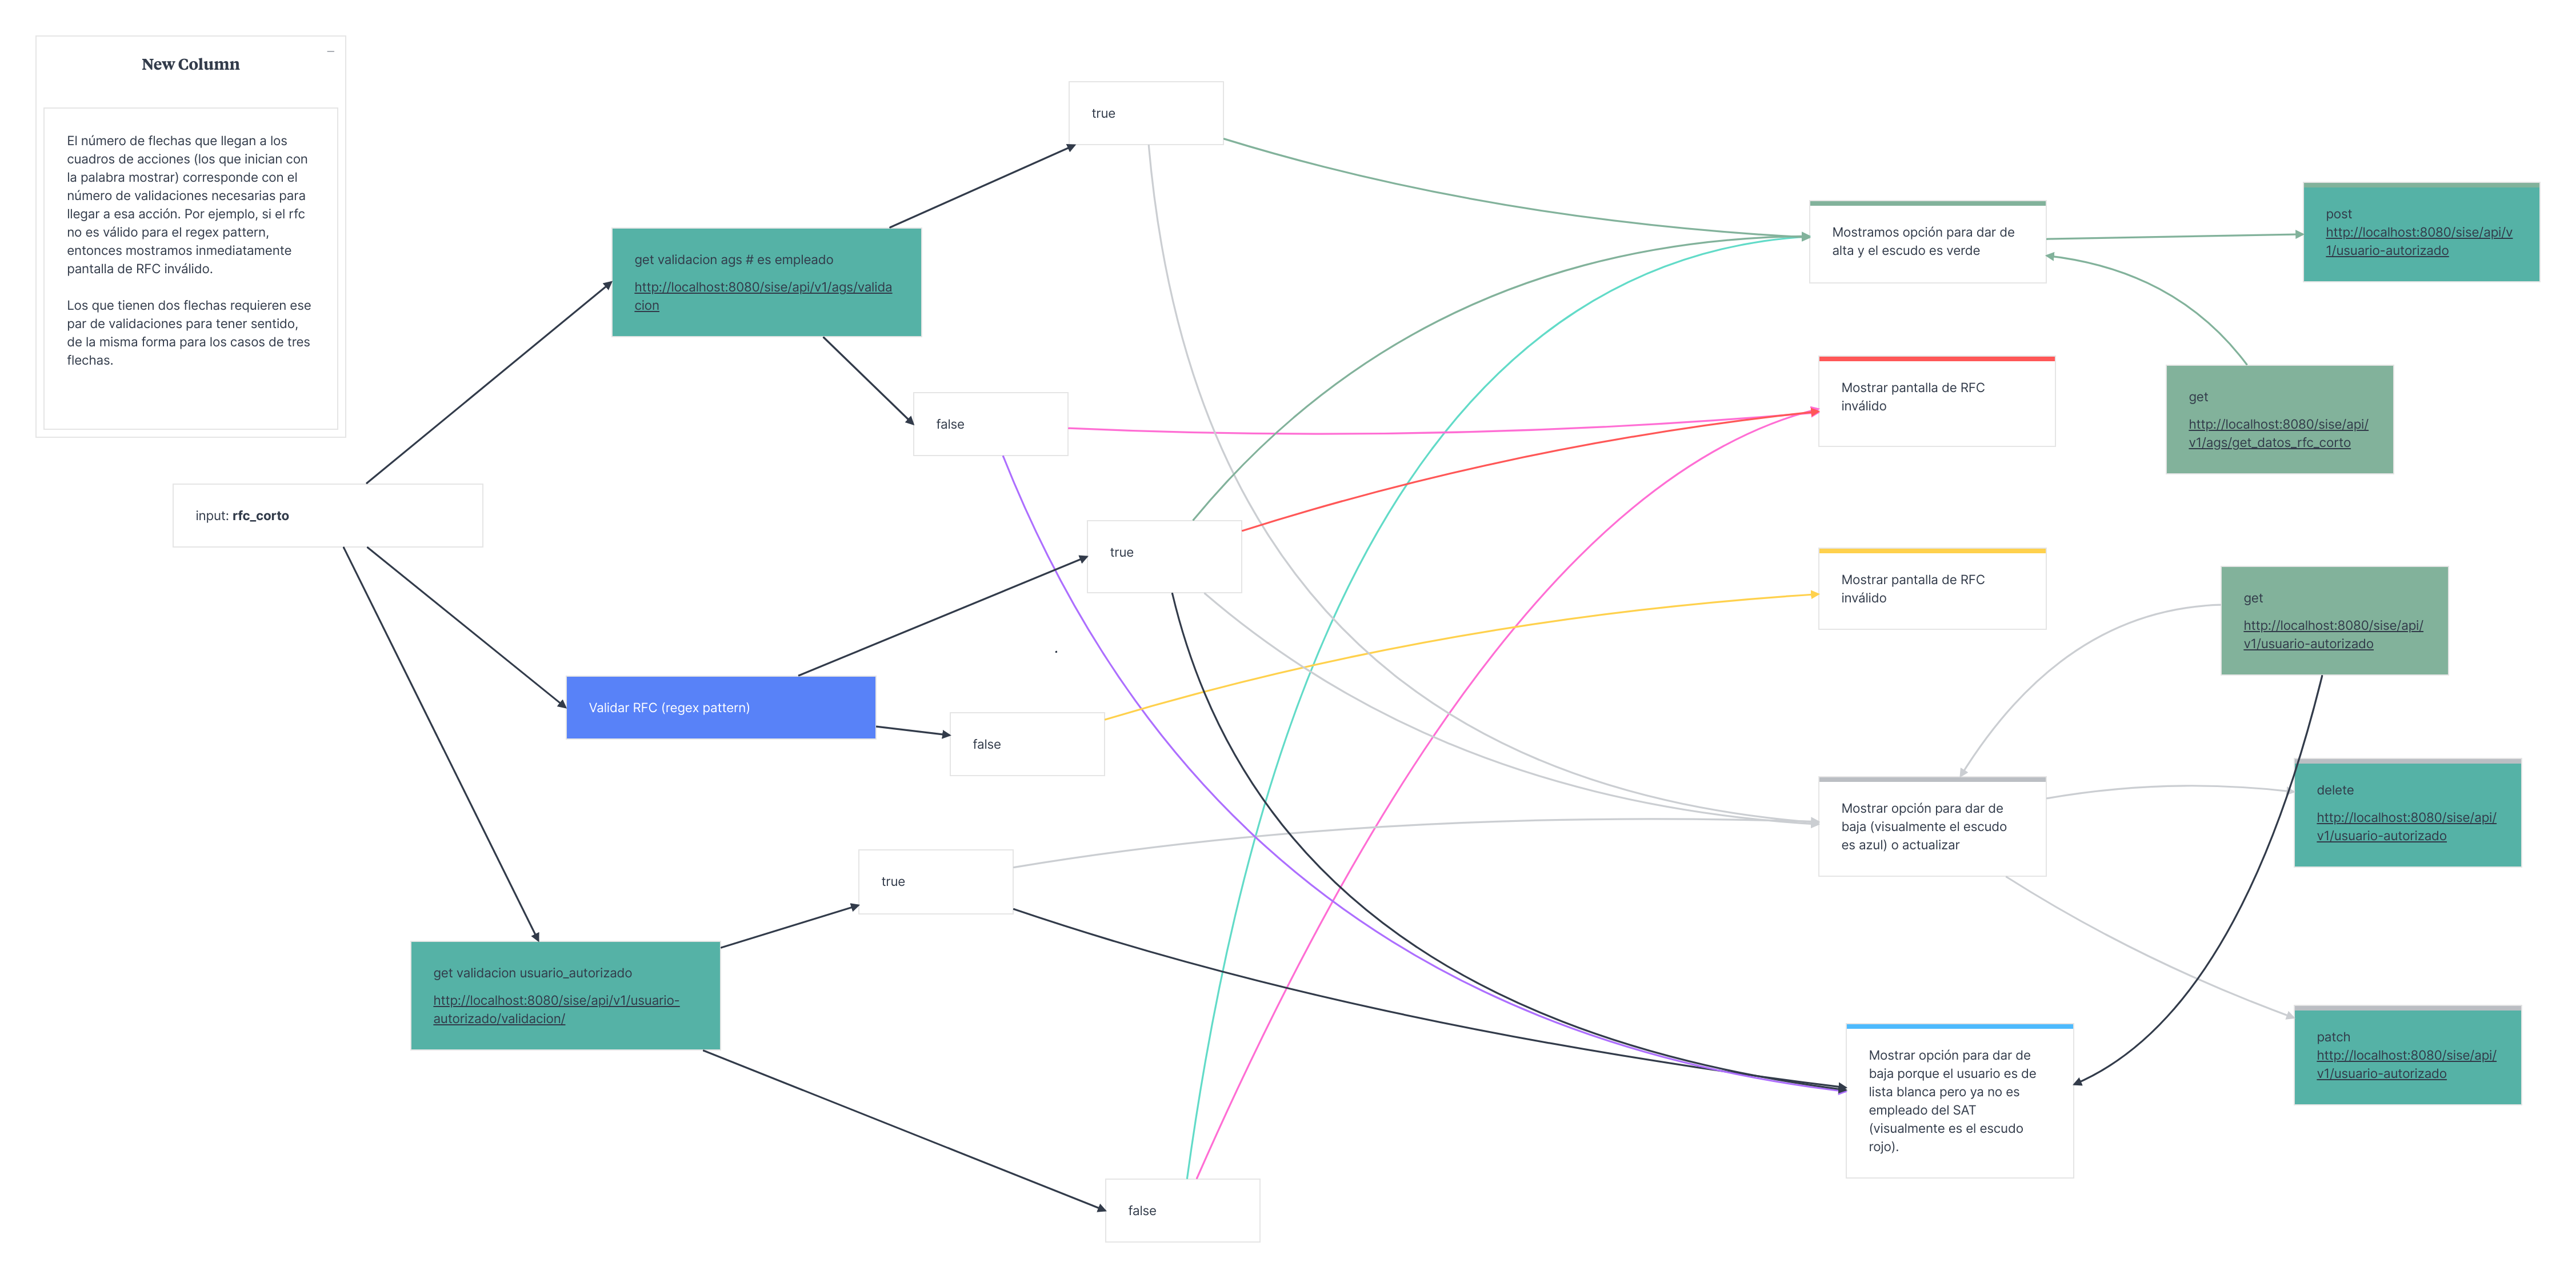 New Column
El número de flechas que llegan a los
cuadros de acciones (los que inician con
la palabra mostrar) corresponde con el
número de validaciones necesarias para
llegar a esa acción. Por ejemplo, si el rfc
no es válido para el regex pattern,
entonces mostramos inmediatamente
pantalla de RFC inválido.
Los que tienen dos flechas requieren ese
par de validaciones para tener sentido,
de la misma forma para los casos de tres
flechas.
input: rfc_corto
get validacion ags # es empleado
http://localhost:8080/sise/api/v1/ags/valida
cion
true
false
Validar RFC (regex pattern)
true
false
get validacion usuario_autorizado
http://localhost:8080/sise/api/v1/usuario-
autorizado/validacion/
true
false
Mostramos opción para dar de
alta y el escudo es verde
post
http://localhost:8080/sise/api/v
1/usuario-autorizado
Mostrar pantalla de RFC
inválido
get
http://localhost:8080/sise/api/
v1/ags/get_datos_rfc_corto
Mostrar pantalla de RFC
inválido
get
http://localhost:8080/sise/api/
v1/usuario-autorizado
Mostrar opción para dar de
baja (visualmente el escudo
es azul) o actualizar
delete
http://localhost:8080/sise/api/
v1/usuario-autorizado
Mostrar opción para dar de
baja porque el usuario es de
lista blanca pero ya no es
empleado del SAT
(visualmente es el escudo
rojo).
patch
http://localhost:8080/sise/api/
v1/usuario-autorizado